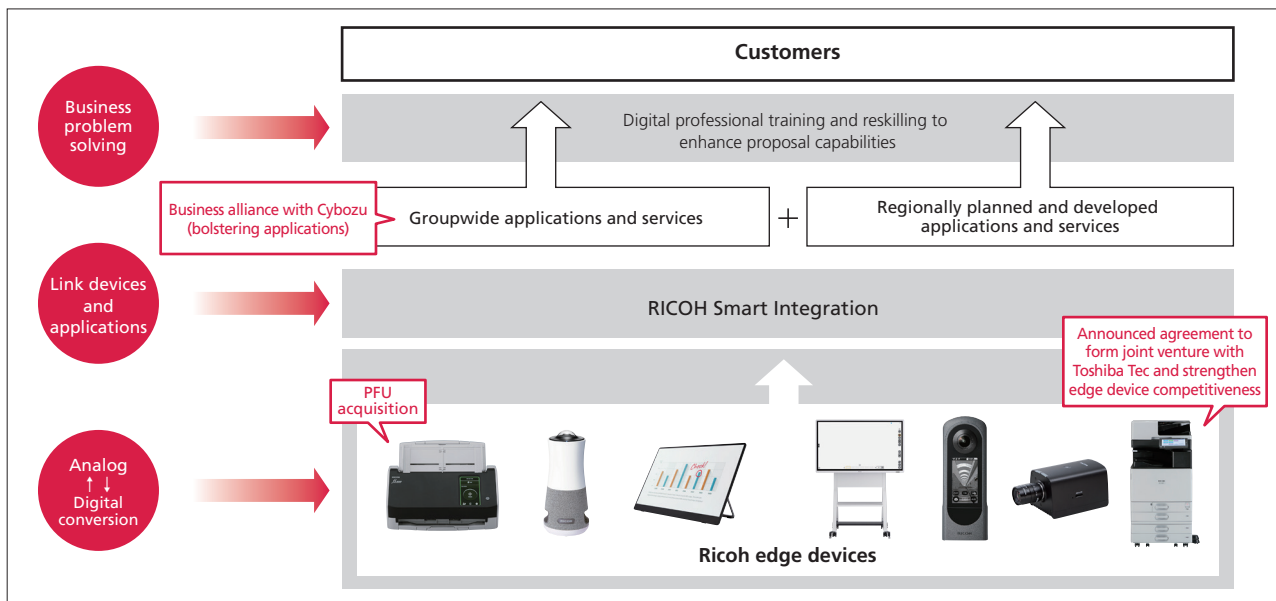 Customers
Business
problem
solving
Digital professional training and reskilling to
enhance proposal capabilities
Business alliance with Cybozu
(bolstering applications)
Groupwide applications and services
+
Regionally planned and developed
applications and services
Link devices
and
applications
RICOH Smart Integration
Announced agreement to
form joint venture with
Toshiba Tec and strengthen
edge device competitiveness
PFU
acquisition
Analog
↑ ↓
Digital
conversion
Check!
Ricoh edge devices